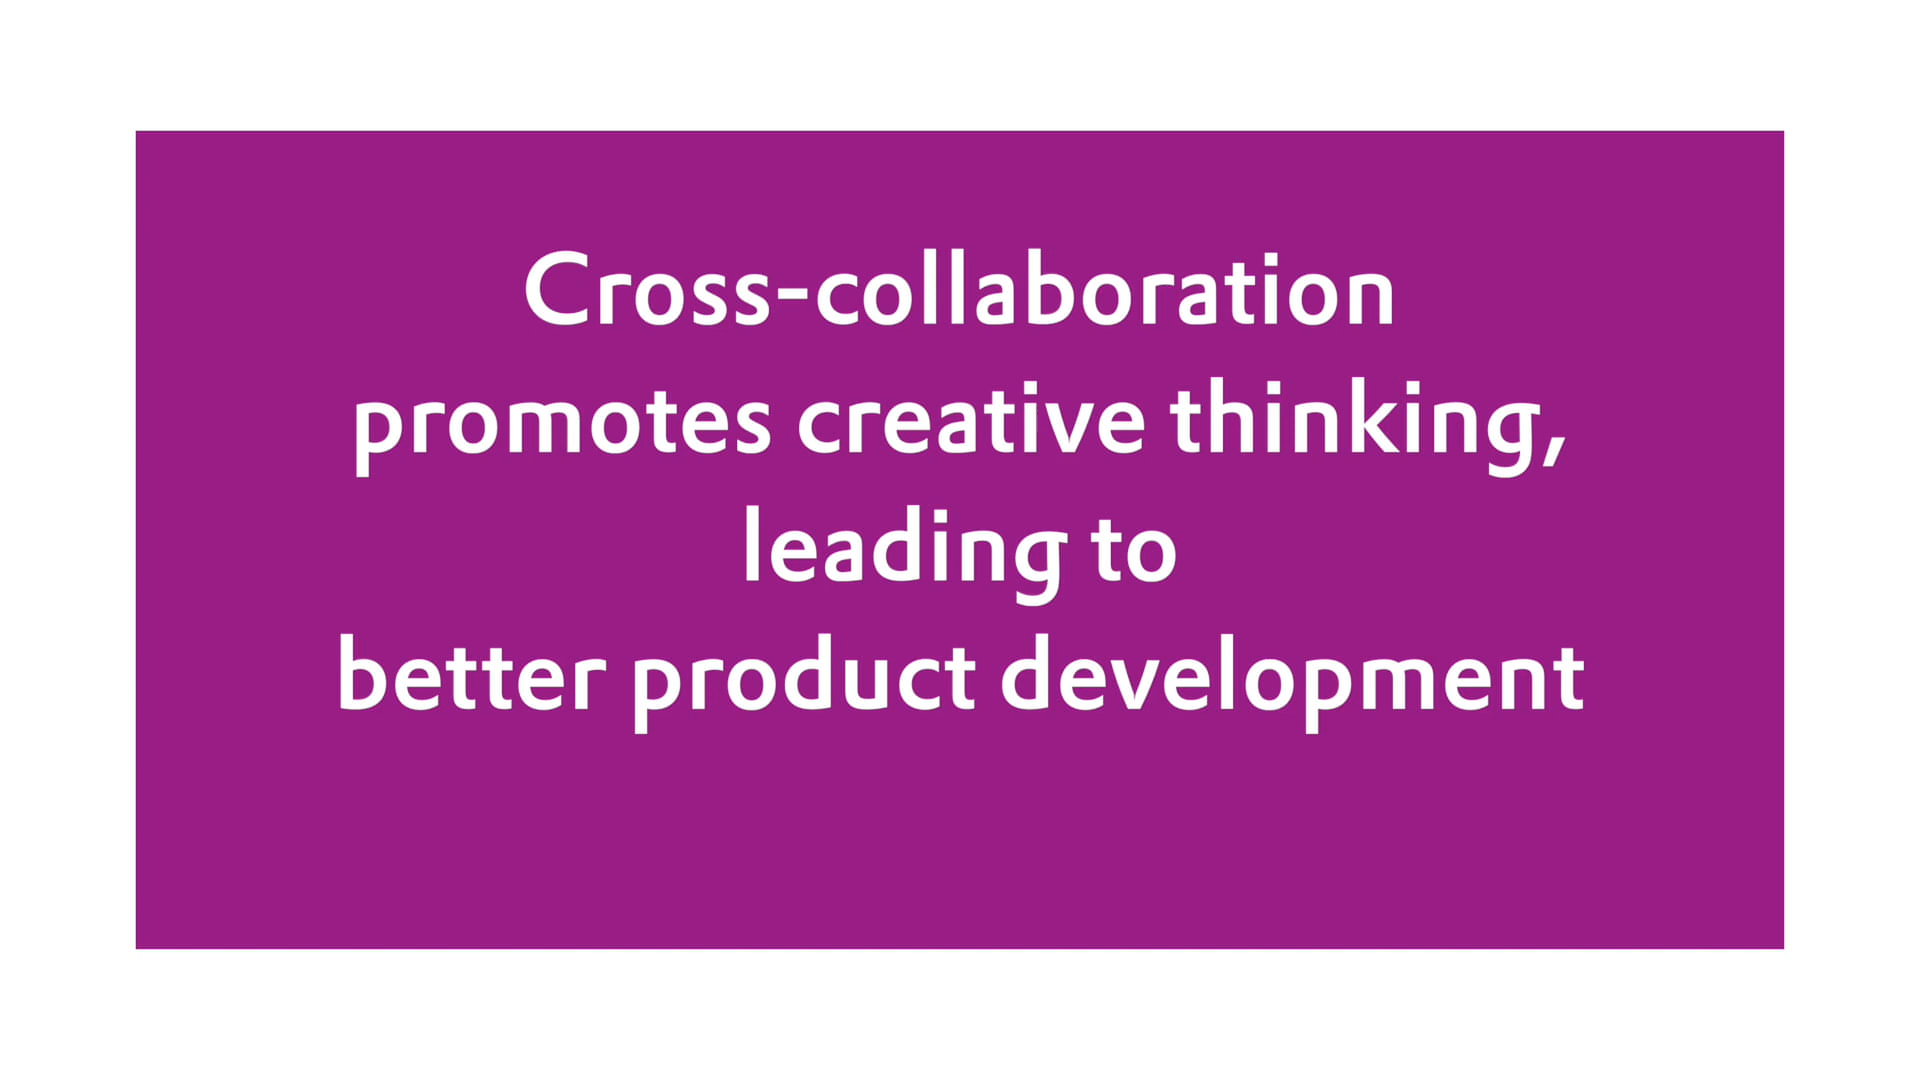 Cross-collaboration
promotes creative thinking,
leading to
better product development